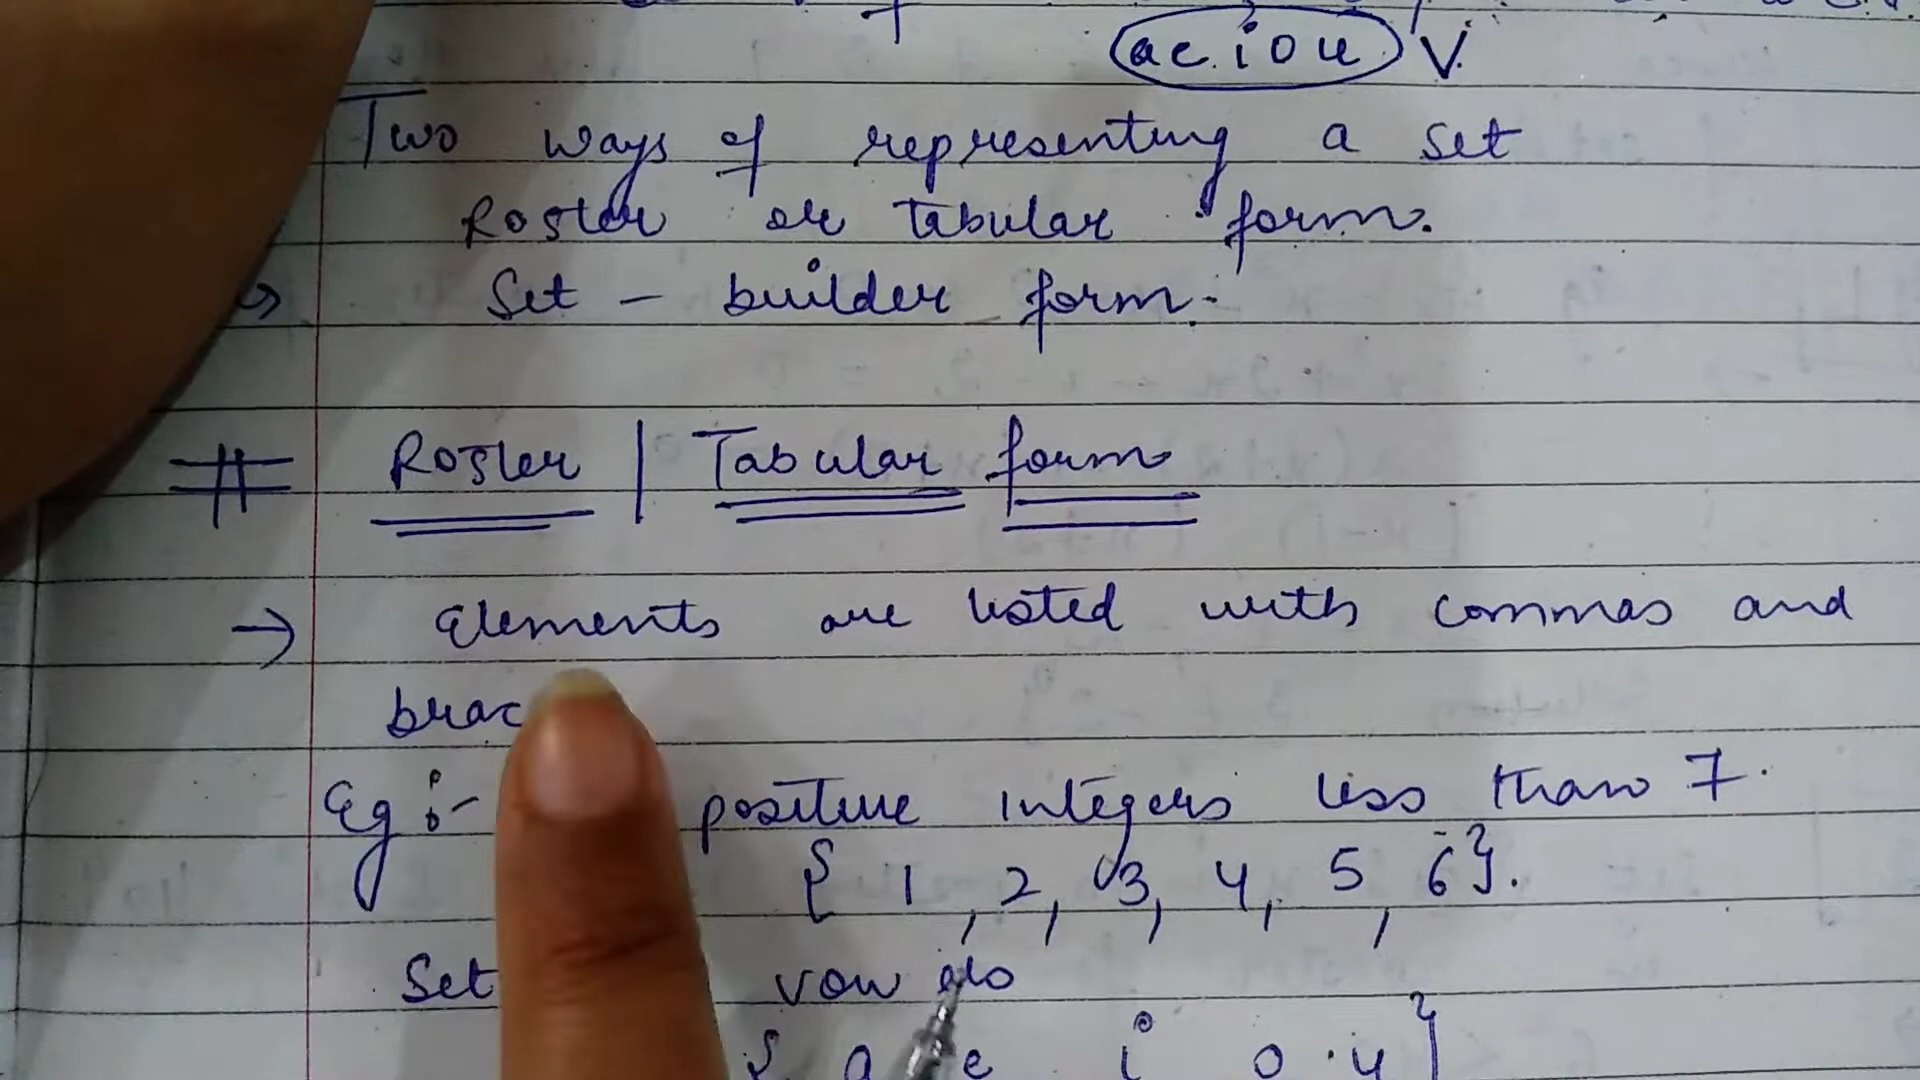 aeiou V.
Two ways of representing a set
Roster or tabular form.
→ Set - builder form.
# Roster | Tabular form
→ Elements are listed with commas and
brac
Eg :- positive integers less than 7.
{ 1, 2, 3, 4, 5, 6}.
Set vowels
{ a e i o u }